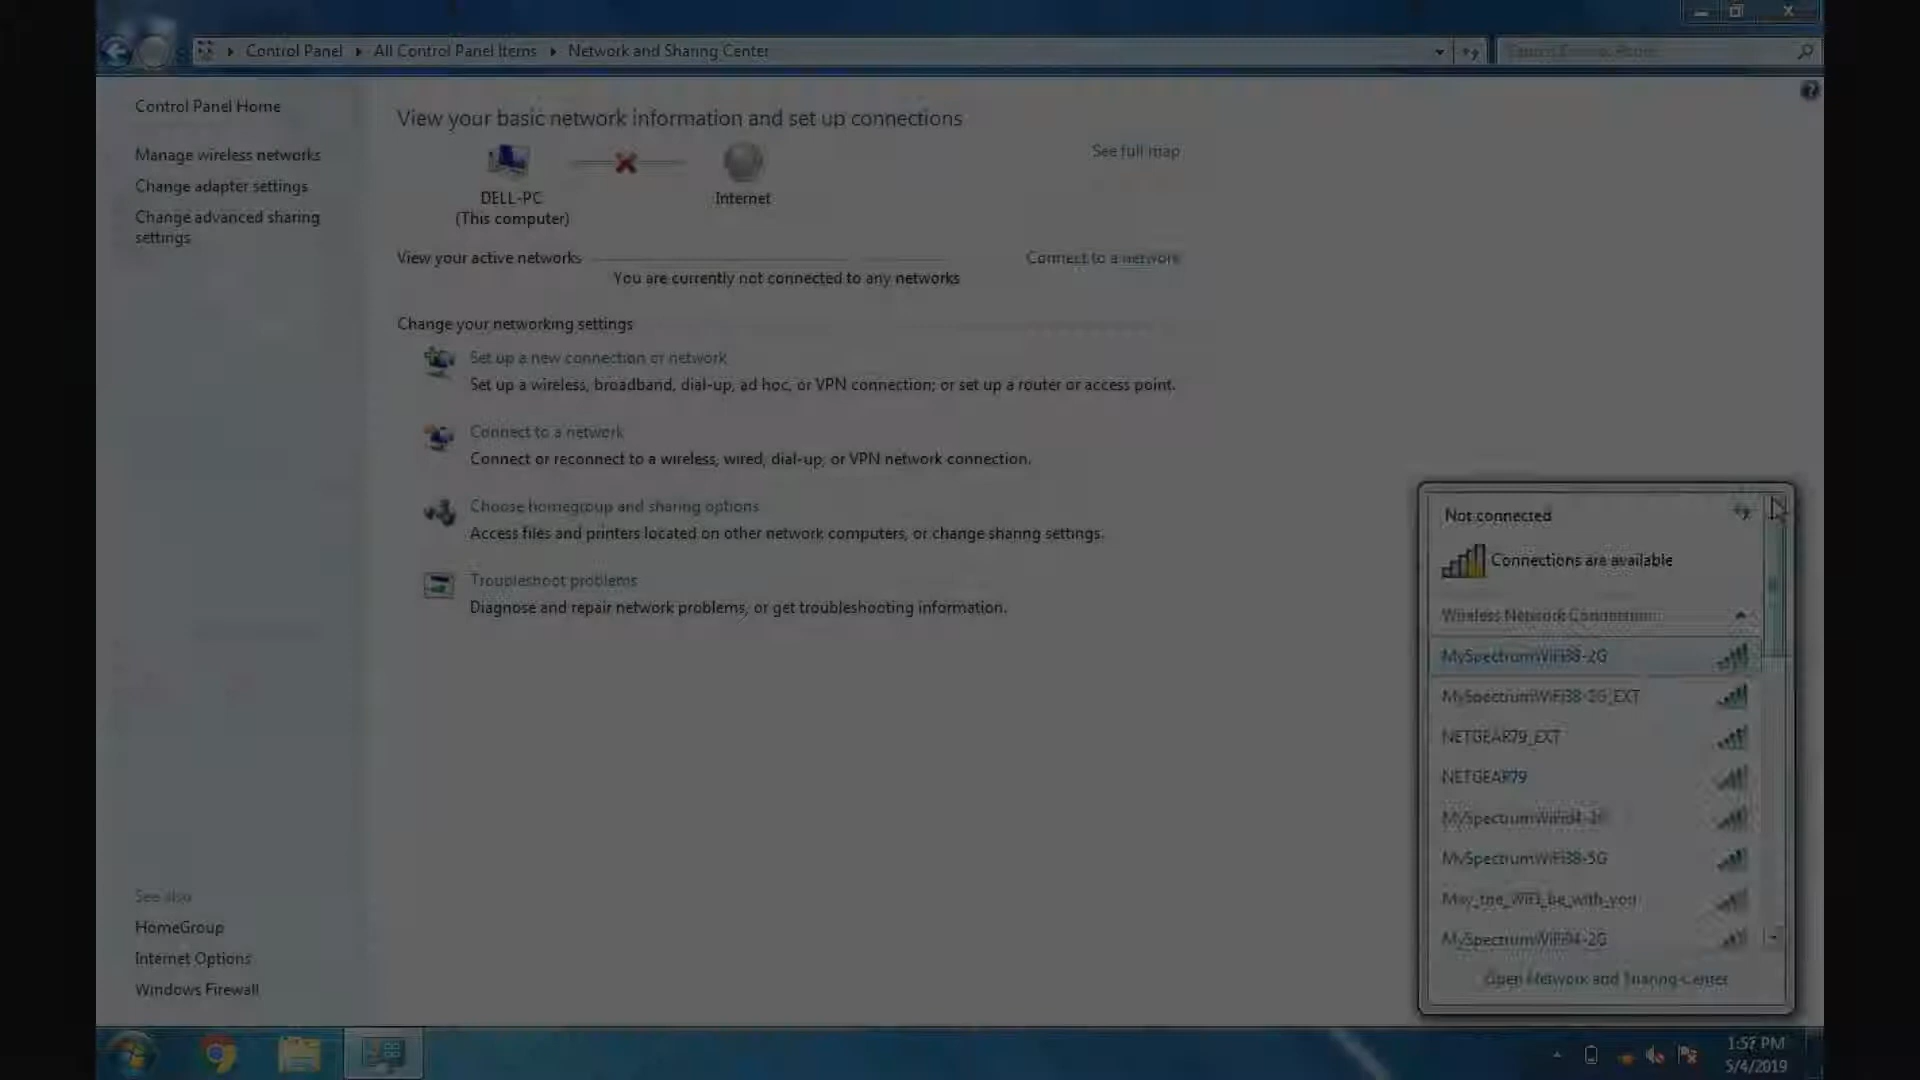 Control Panel ▸ All Control Panel Items ▸ Network and Sharing Center
Control Panel Home
Manage wireless networks
Change adapter settings
Change advanced sharing
settings
See also
HomeGroup
Internet Options
Windows Firewall
View your basic network information and set up connections
See full map
DELL-PC
(This computer)
Internet
View your active networks
Connect to a network
You are currently not connected to any networks
Change your networking settings
Set up a new connection or network
Set up a wireless, broadband, dial-up, ad hoc, or VPN connection; or set up a router or access point.
Connect to a network
Connect or reconnect to a wireless, wired, dial-up, or VPN network connection.
Choose homegroup and sharing options
Access files and printers located on other network computers, or change sharing settings.
Troubleshoot problems
Diagnose and repair network problems, or get troubleshooting information.
Not connected
Connections are available
Wireless Network Connection
MySpectrumWiFi38-2G
MySpectrumWiFi38-2G_EXT
NETGEAR79_EXT
NETGEAR79
MySpectrumWiFi38-5G
May_the_WiFi_be_with_you
MySpectrumWiFi94-2G
Open Network and Sharing Center
1:57 PM
5/4/2019